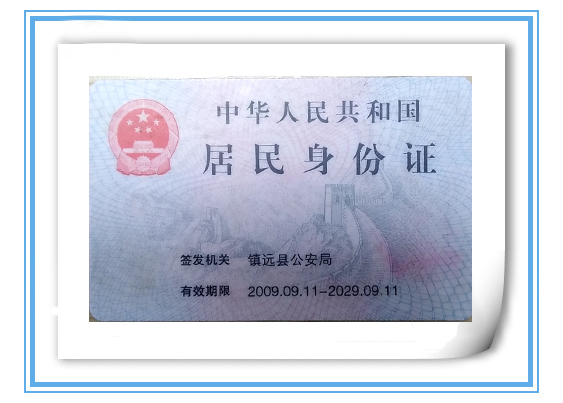 中华人民共和国
居民身份证
签发机关 镇远县公安局
有效期限 2009.09.11-2029.09.11